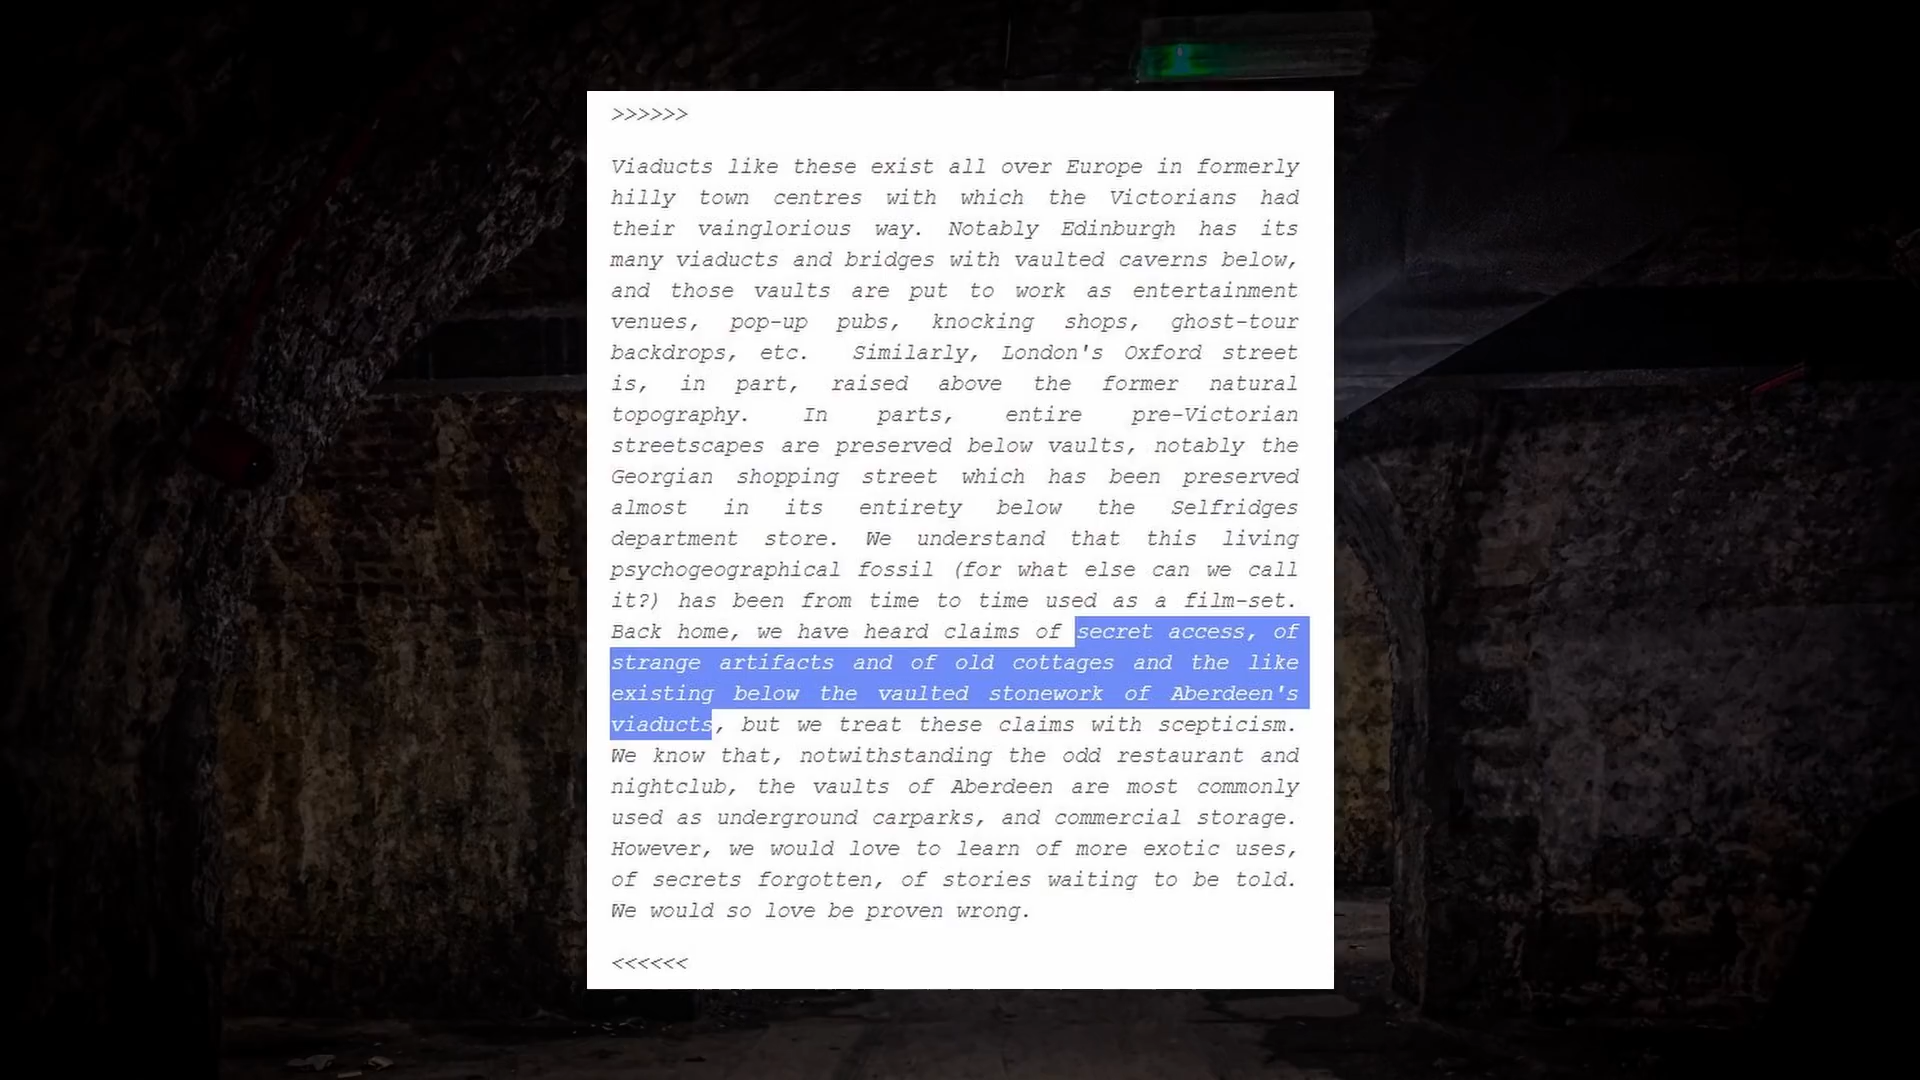 >>>>>>
Viaducts like these exist all over Europe in formerly
hilly town centres with which the Victorians had
their vainglorious way. Notably Edinburgh has its
many viaducts and bridges with vaulted caverns below,
and those vaults are put to work as entertainment
venues, pop-up pubs, knocking shops, ghost-tour
backdrops, etc. Similarly, London's Oxford street
is, in part, raised above the former natural
topography. In parts, entire pre-Victorian
streetscapes are preserved below vaults, notably the
Georgian shopping street which has been preserved
almost in its entirety below the Selfridges
department store. We understand that this living
psychogeographical fossil (for what else can we call
it?) has been from time to time used as a film-set.
Back home, we have heard claims of secret access, of
strange artifacts and of old cottages and the like
existing below the vaulted stonework of Aberdeen's
viaducts, but we treat these claims with scepticism.
We know that, notwithstanding the odd restaurant and
nightclub, the vaults of Aberdeen are most commonly
used as underground carparks, and commercial storage.
However, we would love to learn of more exotic uses,
of secrets forgotten, of stories waiting to be told.
We would so love be proven wrong.
<<<<<<